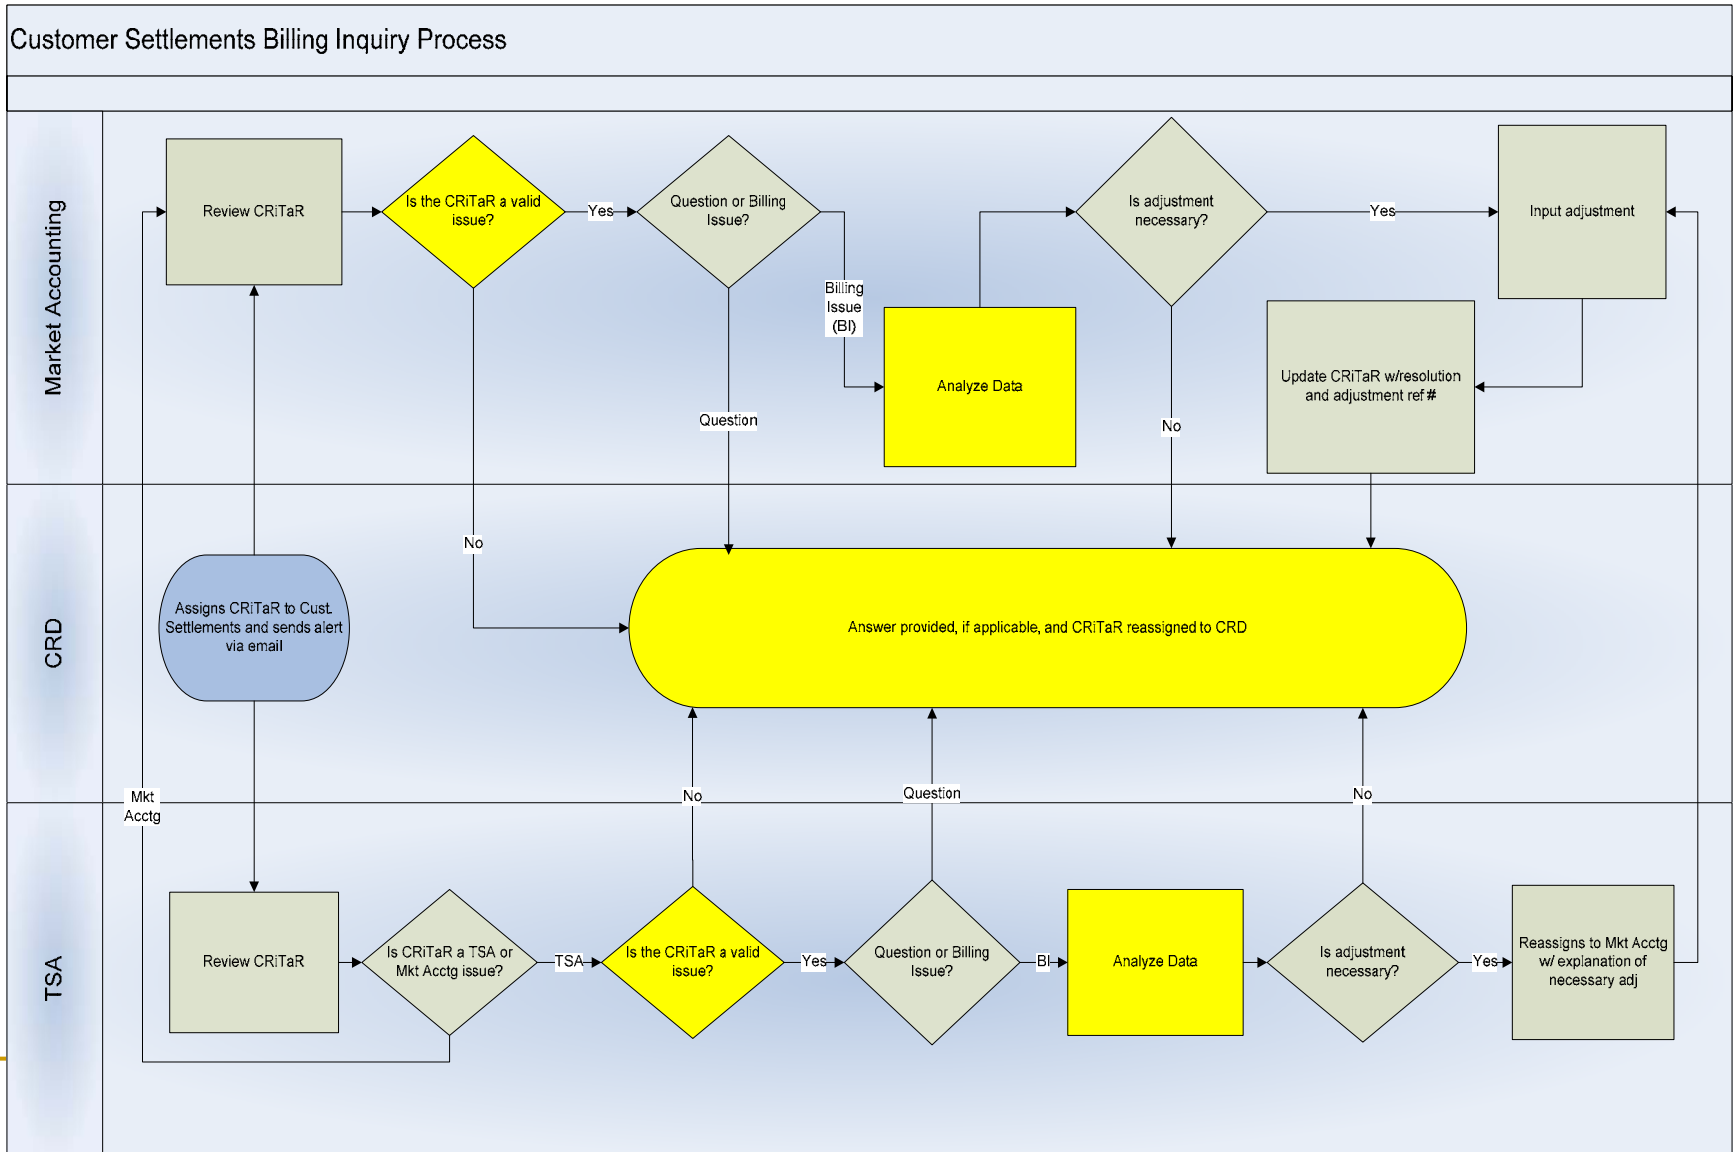 Customer Settlements Billing Inquiry Process
Market Accounting
Review CRiTaR
Is the CRiTaR a valid
issue?
Yes
Question or Billing
Issue?
Billing
Issue
(BI)
Question
No
Analyze Data
Is adjustment
necessary?
Yes
No
Input adjustment
Update CRiTaR w/resolution
and adjustment ref #
CRD
Assigns CRiTaR to Cust.
Settlements and sends alert
via email
Answer provided, if applicable, and CRiTaR reassigned to CRD
Mkt
Acctg
No
Question
No
TSA
Review CRiTaR
Is CRiTaR a TSA or
Mkt Acctg issue?
TSA
Is the CRiTaR a valid
issue?
Yes
Question or Billing
Issue?
BI
Analyze Data
Is adjustment
necessary?
Yes
Reassigns to Mkt Acctg
w/ explanation of
necessary adj